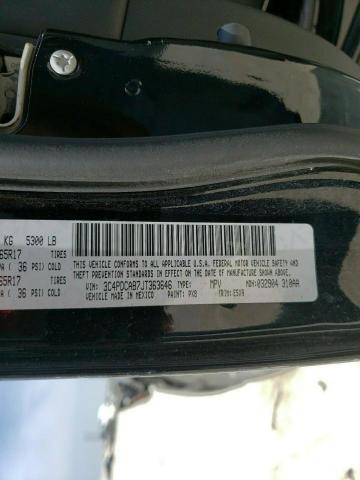 KG 5300 LB
65R17 TIRES
PA ( 36 PSI) COLD
65R17 TIRES
A ( 36 PSI) COLD
THIS VEHICLE CONFORMS TO ALL APPLICABLE U.S.A. FEDERAL MOTOR VEHICLE SAFETY AND
THEFT PREVENTION STANDARDS IN EFFECT ON THE DATE OF MANUFACTURE SHOWN ABOVE.
VIN: 3C4PDCAB7JT363646 TYPE: MPV MDH: 032904 310AA
MADE IN MEXICO PAINT: PX8 TRIM: E5X9